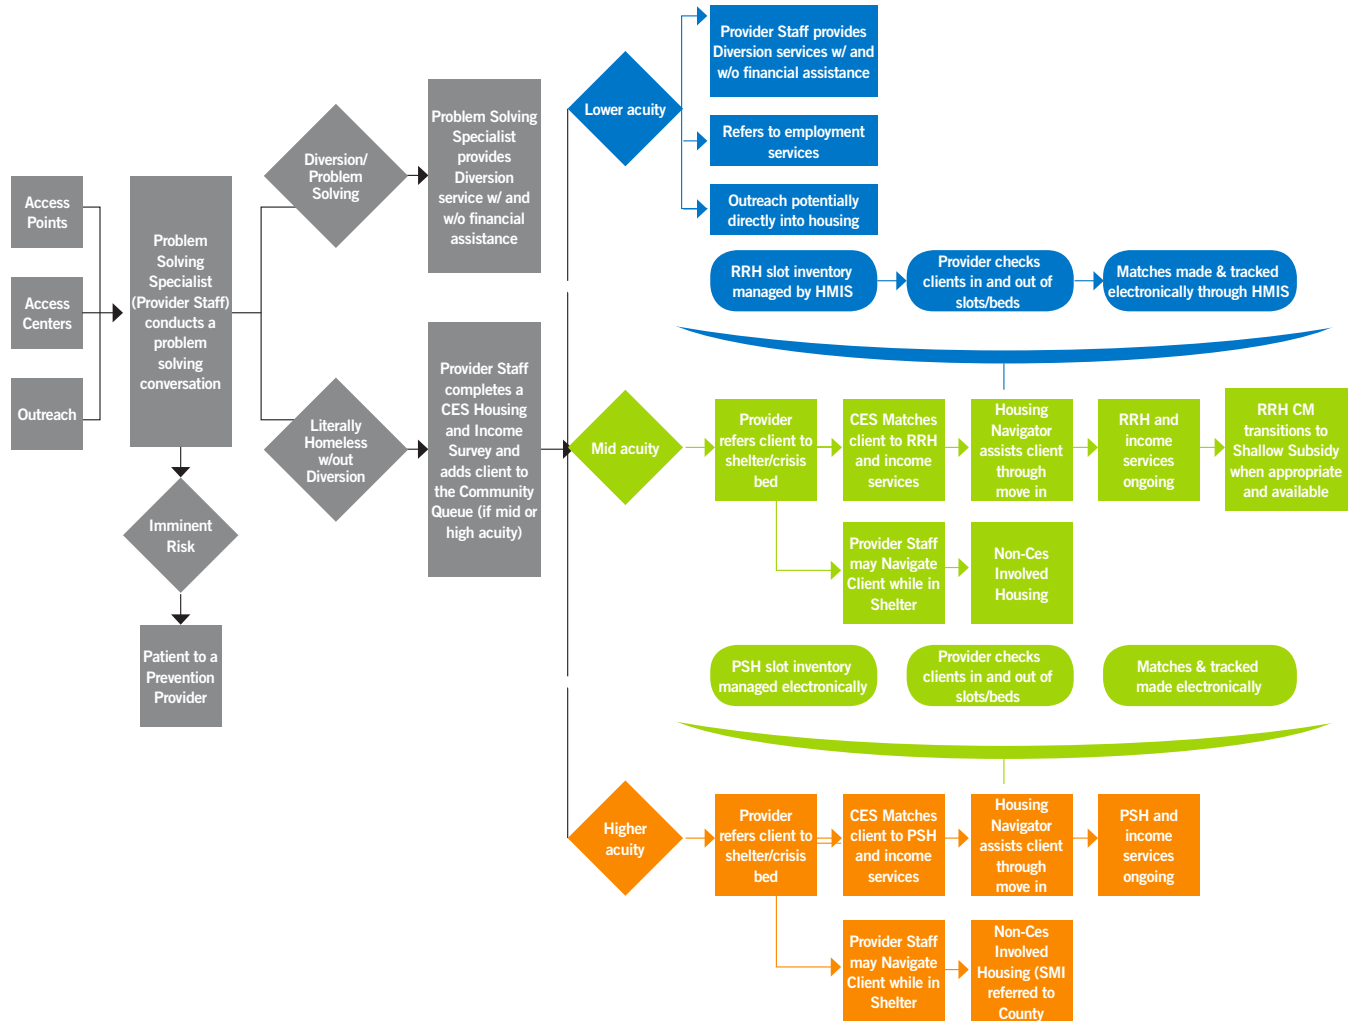 Access
Points
Access
Centers
Outreach
Problem
Solving
Specialist
(Provider Staff)
conducts a
problem
solving
conversation
Imminent
Risk
Patient to a
Prevention
Provider
Diversion/
Problem
Solving
Literally
Homeless
w/out
Diversion
Problem Solving
Specialist
provides
Diversion
service w/ and
w/o financial
assistance
Provider Staff
completes a
CES Housing
and Income
Survey and
adds client to
the Community
Queue (if mid or
high acuity)
Lower acuity
Provider Staff provides
Diversion services w/ and
w/o financial assistance
Refers to employment
services
Outreach potentially
directly into housing
RRH slot inventory
managed by HMIS
Provider checks
clients in and out of
slots/beds
Matches made & tracked
electronically through HMIS
Mid acuity
Provider
refers client to
shelter/crisis
bed
CES Matches
client to RRH
and income
services
Housing
Navigator
assists client
through
move in
RRH and
income
services
ongoing
RRH CM
transitions to
Shallow Subsidy
when appropriate
and available
Provider Staff
may Navigate
Client while in
Shelter
Non-Ces
Involved
Housing
PSH slot inventory
managed electronically
Provider checks
clients in and out of
slots/beds
Matches & tracked
made electronically
Higher
acuity
Provider
refers client to
shelter/crisis
bed
CES Matches
client to PSH
and income
services
Housing
Navigator
assists client
through
move in
PSH and
income
services
ongoing
Provider Staff
may Navigate
Client while in
Shelter
Non-Ces
Involved
Housing (SMI
referred to
County